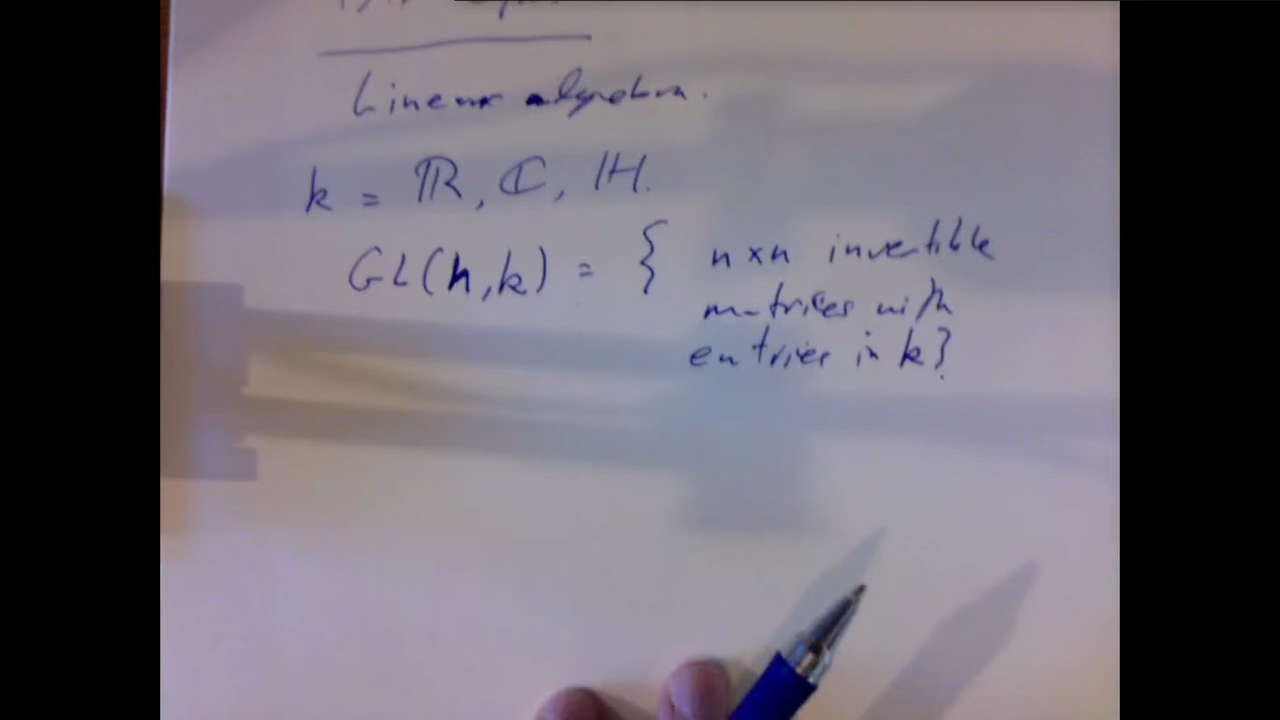 Linear algebra.
k = ℝ, ℂ, ℍ.
GL(n,k) = { n×n invertible
matrices with
entries in k}